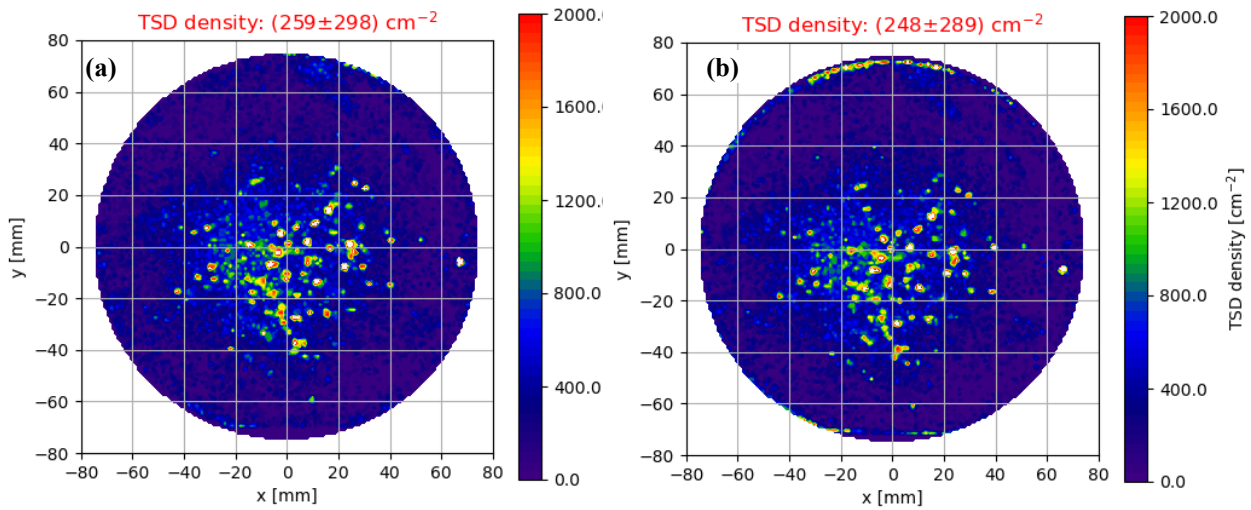 TSD density: (259±298) cm⁻²
(a)
80
60
40
20
0
−20
−40
−60
−80
y [mm]
−80 −60 −40 −20 0 20 40 60 80
x [mm]
2000.
1600.
1200.
800.0
400.0
0.0
TSD density: (248±289) cm⁻²
(b)
80
60
40
20
0
−20
−40
−60
−80
y [mm]
−80 −60 −40 −20 0 20 40 60 80
x [mm]
2000.0
1600.0
1200.0
800.0
400.0
0.0
TSD density [cm⁻²]